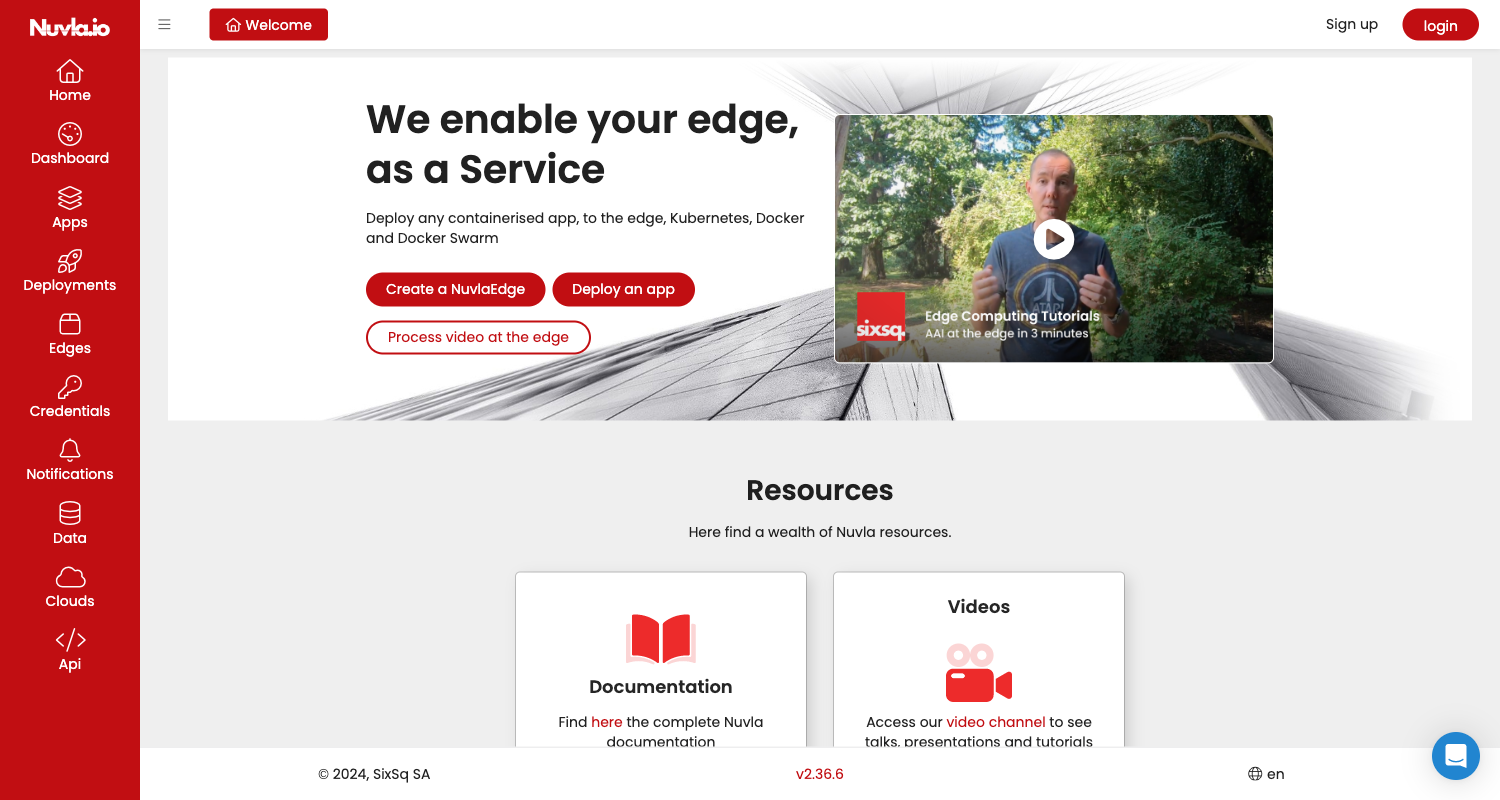 Nuvla.io
Home
Dashboard
Apps
Deployments
Edges
Credentials
Notifications
Data
Clouds
Api
Welcome
Sign up
login
We enable your edge,
as a Service
Deploy any containerised app, to the edge, Kubernetes, Docker
and Docker Swarm
Create a NuvlaEdge
Deploy an app
Process video at the edge
ATARI
sixsq.
Edge Computing Tutorials
AAI at the edge in 3 minutes
Resources
Here find a wealth of Nuvla resources.
Documentation
Find here the complete Nuvla
documentation
Videos
Access our video channel to see
talks, presentations and tutorials
© 2024, SixSq SA
v2.36.6
en